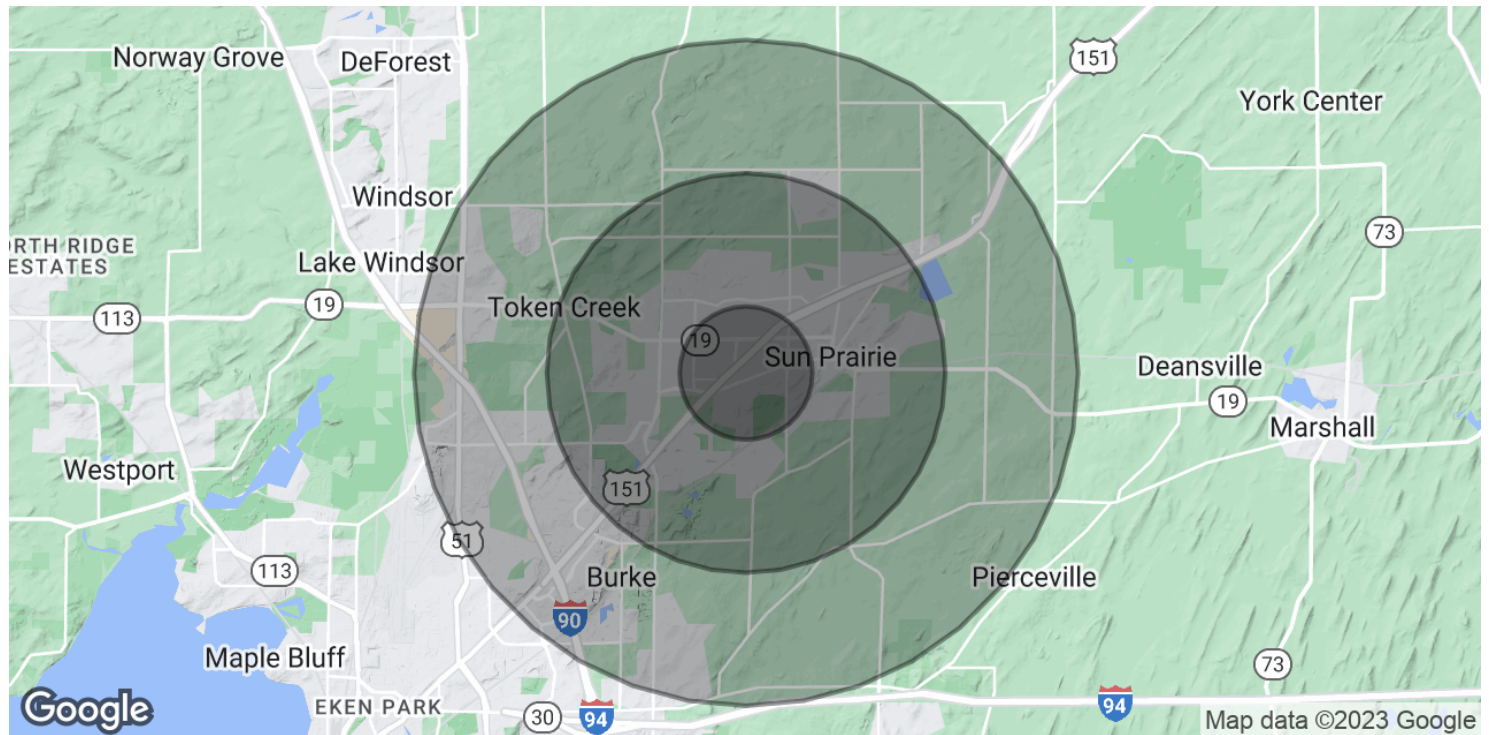 Norway Grove
DeForest
151
York Center
Windsor
73
ORTH RIDGE
ESTATES
Lake Windsor
19
113
Token Creek
19
Sun Prairie
Deansville
19
Marshall
Westport
151
51
113
Burke
Pierceville
90
Maple Bluff
73
EKEN PARK
30
94
94
Google
Map data ©2023 Google